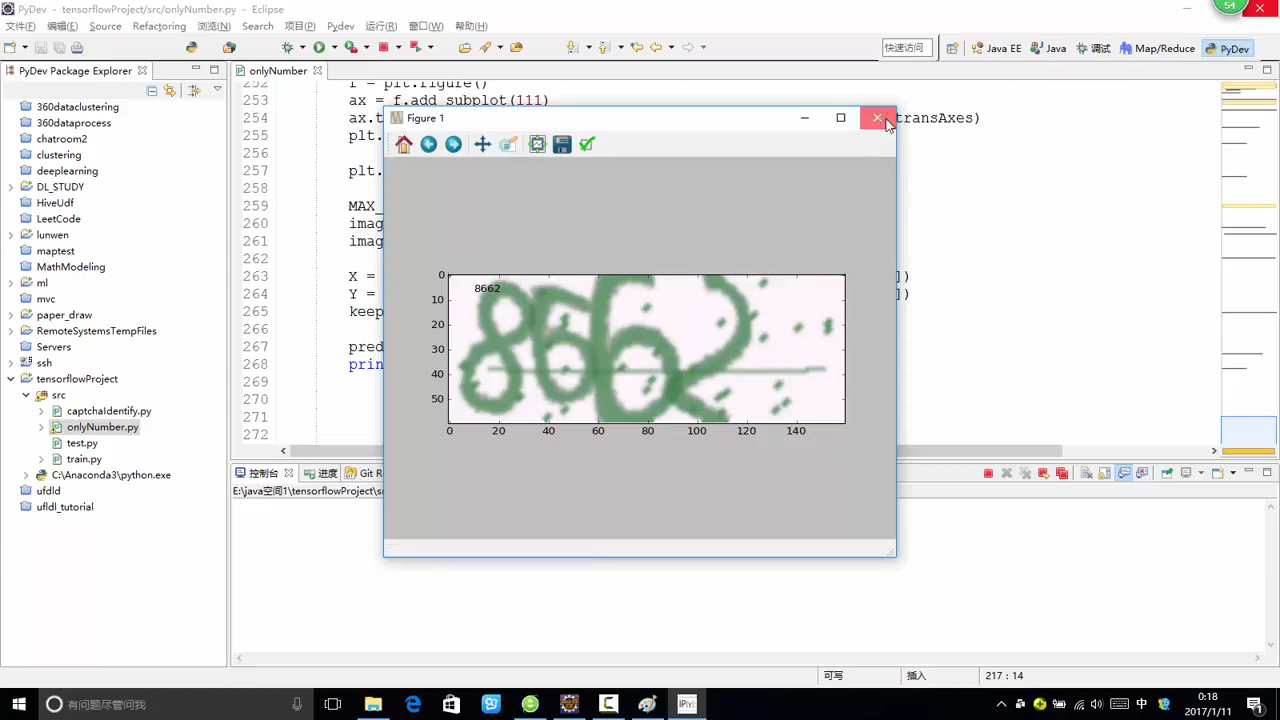 PyDev - tensorflowProject/src/onlyNumber.py - Eclipse
54
文件(F) 编辑(E) Source Refactoring 浏览(N) Search 项目(P) Pydev 运行(R) 窗口(W) 帮助(H)
快速访问 Java EE Java 调试 Map/Reduce PyDev
PyDev Package Explorer
360dataclustering
360dataprocess
chatroom2
clustering
deeplearning
DL_STUDY
HiveUdf
LeetCode
lunwen
maptest
MathModeling
ml
mvc
paper_draw
RemoteSystemsTempFiles
Servers
ssh
tensorflowProject
src
captchaIdentify.py
onlyNumber.py
test.py
train.py
C:\Anaconda3\python.exe
ufdld
ufldl_tutorial
onlyNumber
252 f = plt.figure()
253 ax = f.add_subplot(111)
254 ax.t transAxes)
255 plt.
256
257 plt.
258
259 MAX_
260 imag
261 imag
262
263 X = ])
264 Y = ])
265 keep
266
267 pred
268 prin
269
270
271
272
Figure 1
8662
8662
0
10
20
30
40
50
0 20 40 60 80 100 120 140
控制台 进度 Git R
E:\java空间1\tensorflowProject\s
可写 插入 217 : 14
有问题尽管问我
中
0:18
2017/1/11